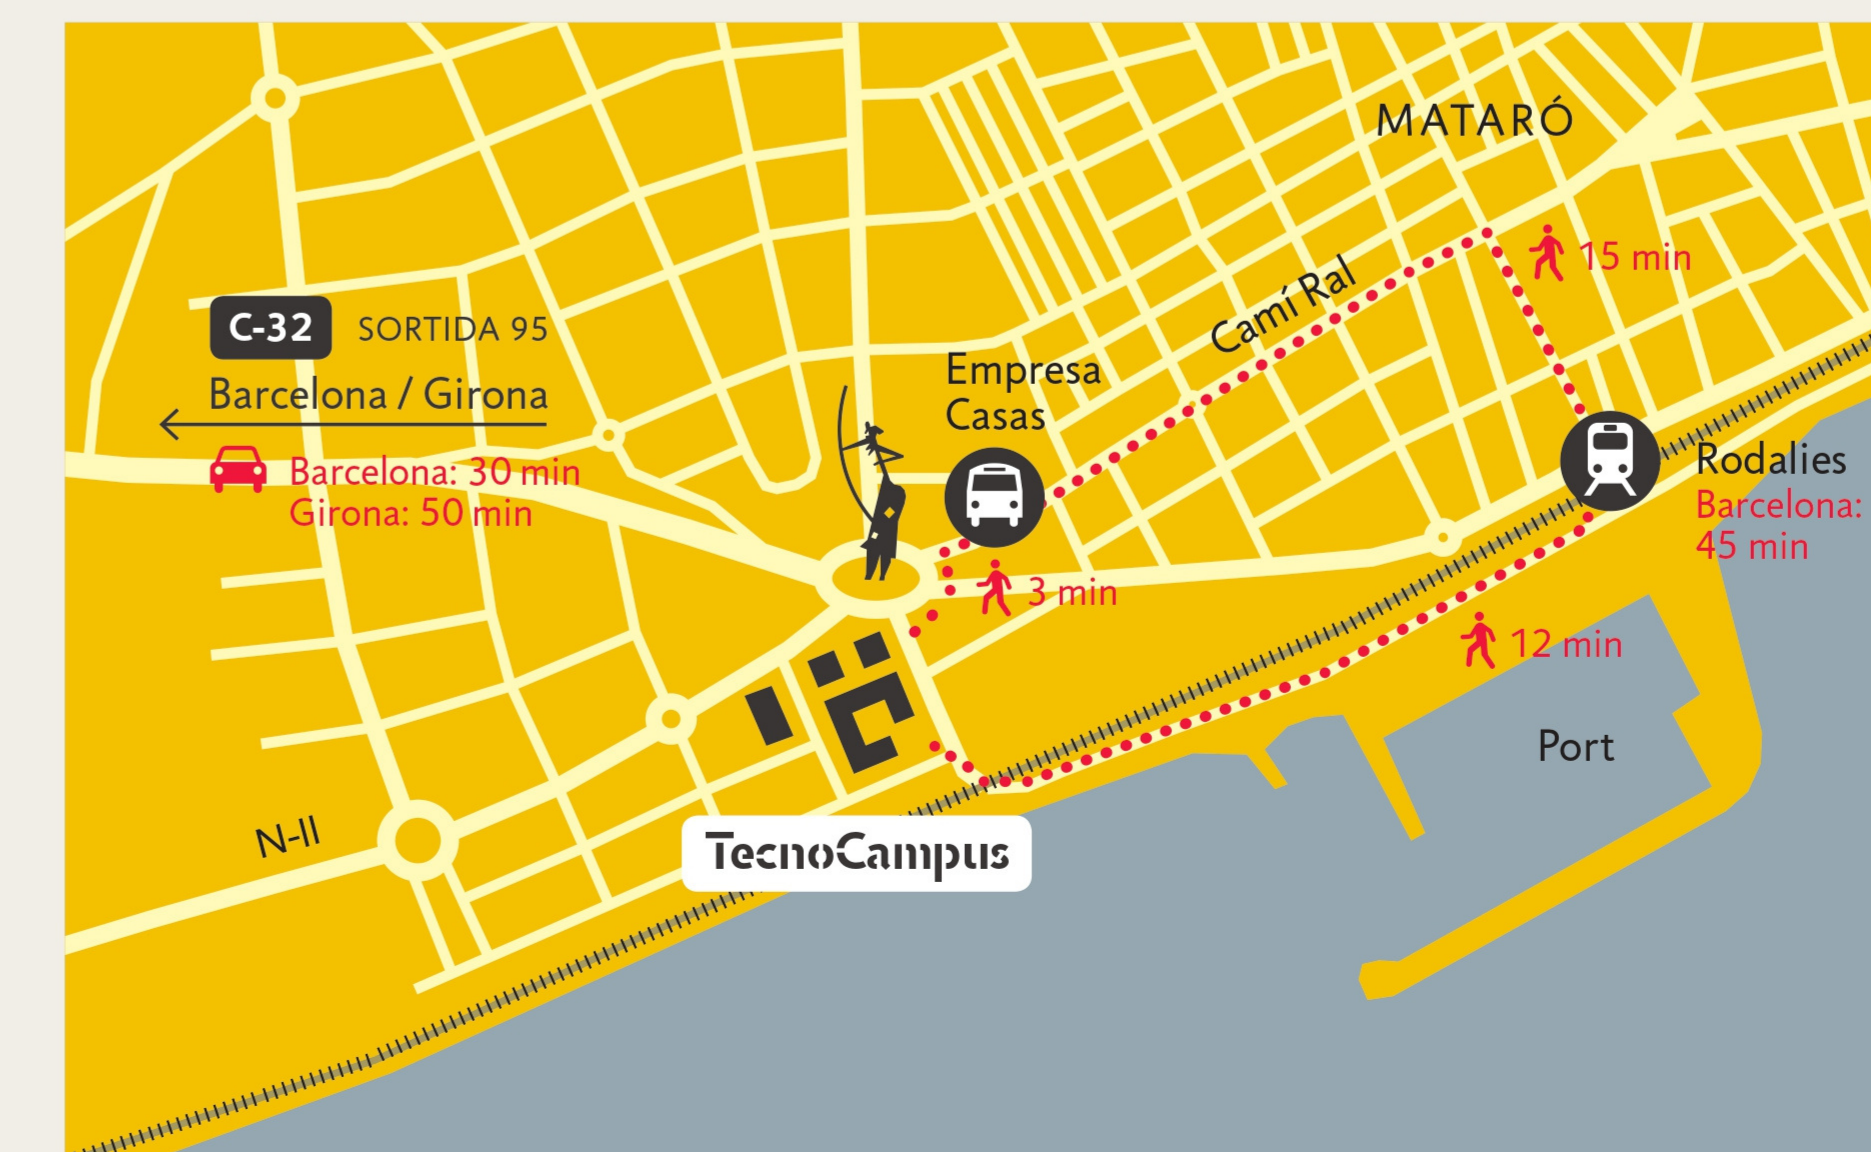 MATARÓ
15 min
Camí Ral
C-32 SORTIDA 95
Barcelona / Girona
Barcelona: 30 min
Girona: 50 min
Empresa
Casas
3 min
Rodalies
Barcelona:
45 min
12 min
Port
N-II
TecnoCampus